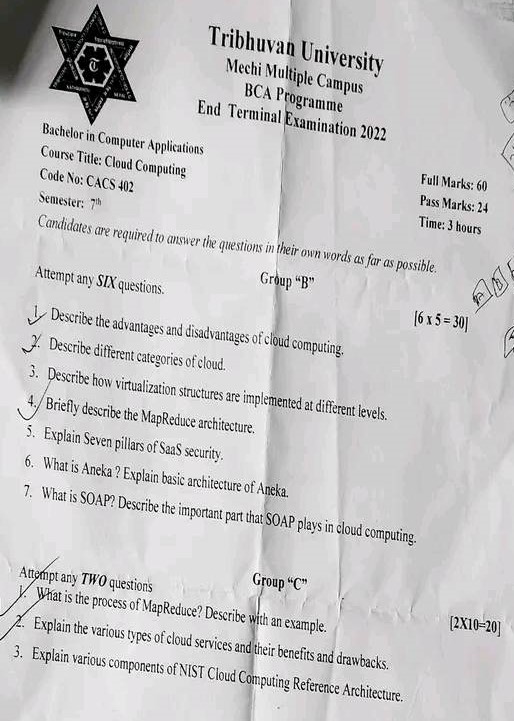 Tribhuvan University
Mechi Multiple Campus
BCA Programme
End Terminal Examination 2022
Bachelor in Computer Applications
Course Title: Cloud Computing
Code No: CACS 402
Semester: 7th
Full Marks: 60
Pass Marks: 24
Time: 3 hours
Candidates are required to answer the questions in their own words as far as possible.
Group “B”
Attempt any SIX questions.
[6 x 5 = 30]
1. Describe the advantages and disadvantages of cloud computing.
2. Describe different categories of cloud.
3. Describe how virtualization structures are implemented at different levels.
4. Briefly describe the MapReduce architecture.
5. Explain Seven pillars of SaaS security.
6. What is Aneka ? Explain basic architecture of Aneka.
7. What is SOAP? Describe the important part that SOAP plays in cloud computing.
Group “C”
Attempt any TWO questions
[2X10=20]
1. What is the process of MapReduce? Describe with an example.
2. Explain the various types of cloud services and their benefits and drawbacks.
3. Explain various components of NIST Cloud Computing Reference Architecture.